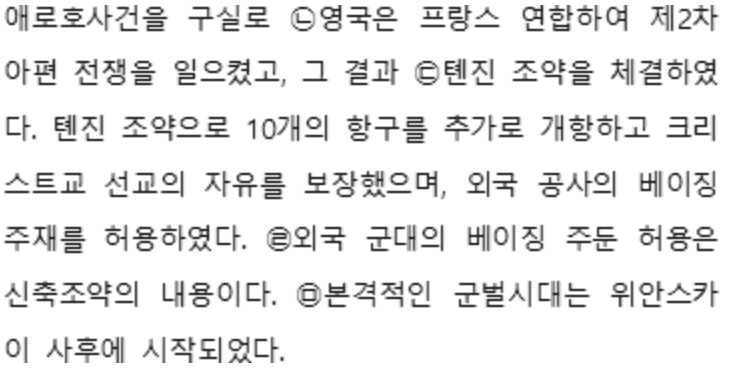 애로호사건을 구실로 ㉡영국은 프랑스 연합하여 제2차
아편 전쟁을 일으켰고, 그 결과 ㉢톈진 조약을 체결하였
다. 톈진 조약으로 10개의 항구를 추가로 개항하고 크리
스트교 선교의 자유를 보장했으며, 외국 공사의 베이징
주재를 허용하였다. ㉣외국 군대의 베이징 주둔 허용은
신축조약의 내용이다. ㉤본격적인 군벌시대는 위안스카
이 사후에 시작되었다.